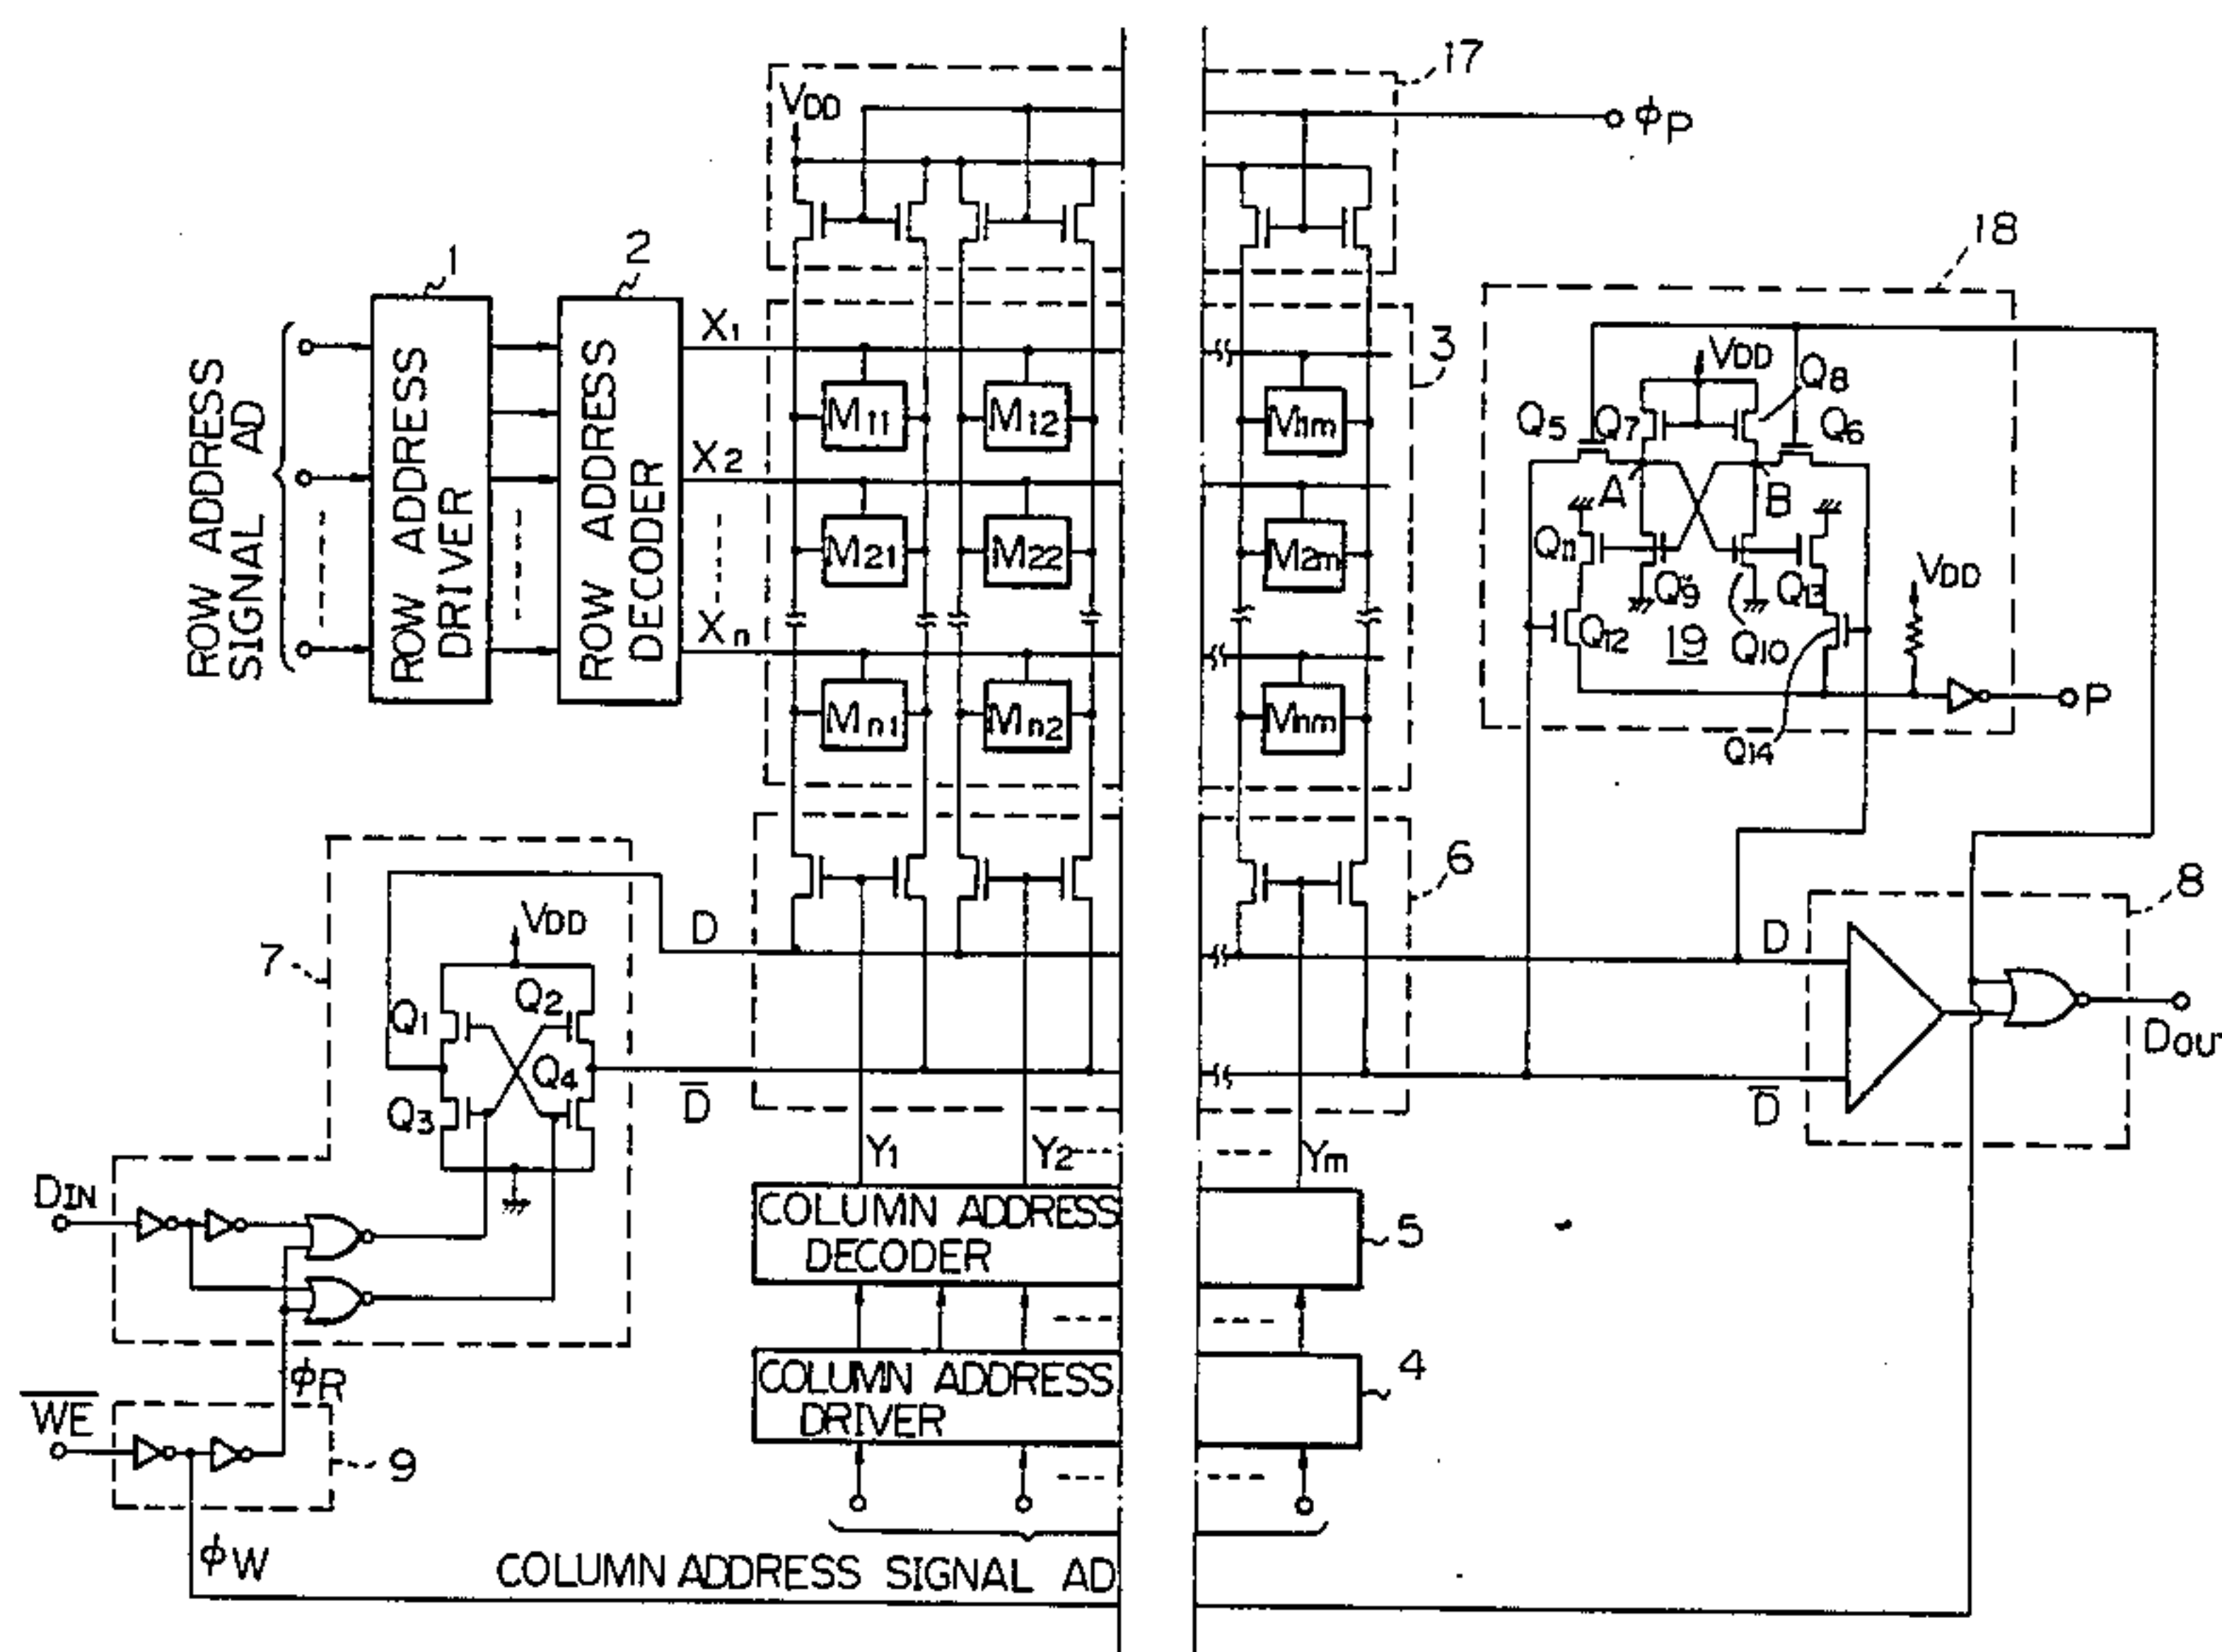 17
VDD
ϕP
18
1
2
ROW ADDRESS
SIGNAL AD
ROW ADDRESS
DRIVER
ROW ADDRESS
DECODER
X1
X2
Xn
M11
M12
M1m
M21
M22
M2m
Mn1
Mn2
Mnm
3
VDD
Q8
Q5
Q7
Q6
A
B
Q11
Q9
Q13
VDD
Q12
19
Q10
P
Q14
6
8
7
VDD
D
D
Q1
Q2
Q4
Q3
D̅
D̅
DOU
Y1
Y2
Ym
DIN
COLUMN ADDRESS
DECODER
5
ϕR
W̅E̅
COLUMN ADDRESS
DRIVER
4
9
ϕW
COLUMN ADDRESS SIGNAL AD